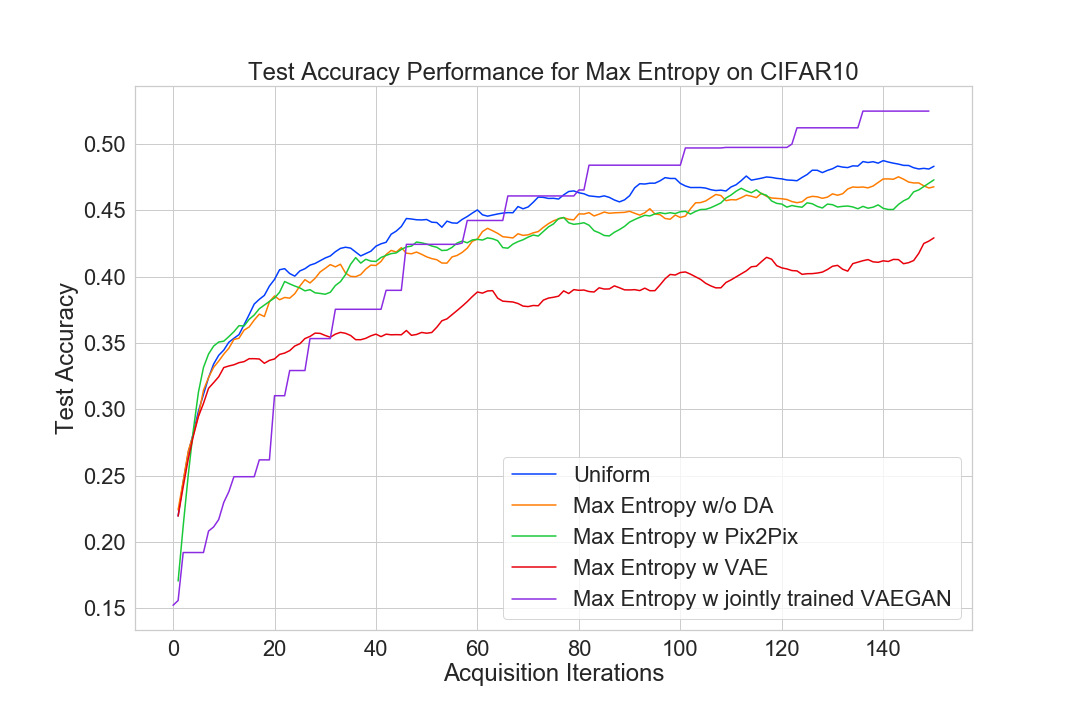 Test Accuracy Performance for Max Entropy on CIFAR10
Test Accuracy
0.50
0.45
0.40
0.35
0.30
0.25
0.20
0.15
Uniform
Max Entropy w/o DA
Max Entropy w Pix2Pix
Max Entropy w VAE
Max Entropy w jointly trained VAEGAN
0 20 40 60 80 100 120 140
Acquisition Iterations